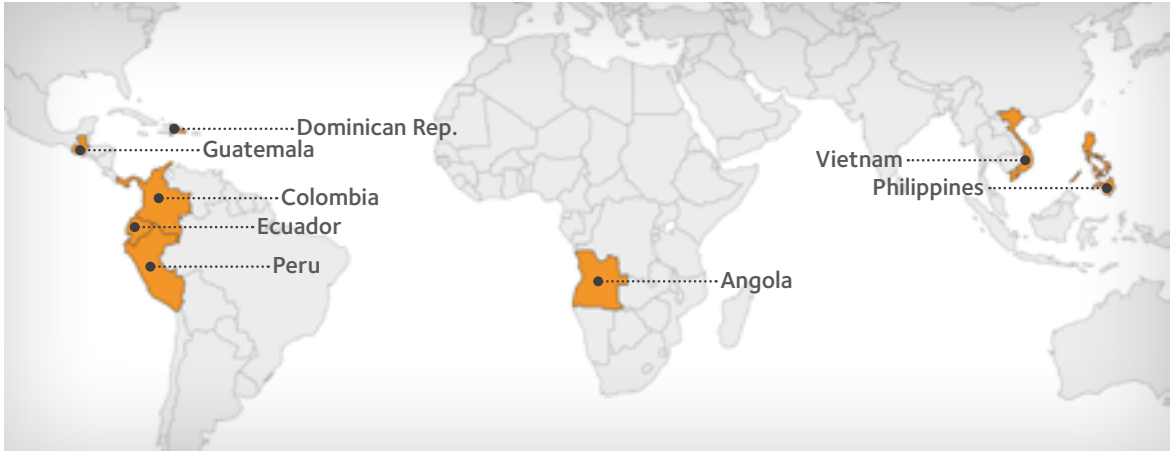 Dominican Rep.
Guatemala
Vietnam
Philippines
Colombia
Ecuador
Peru
Angola